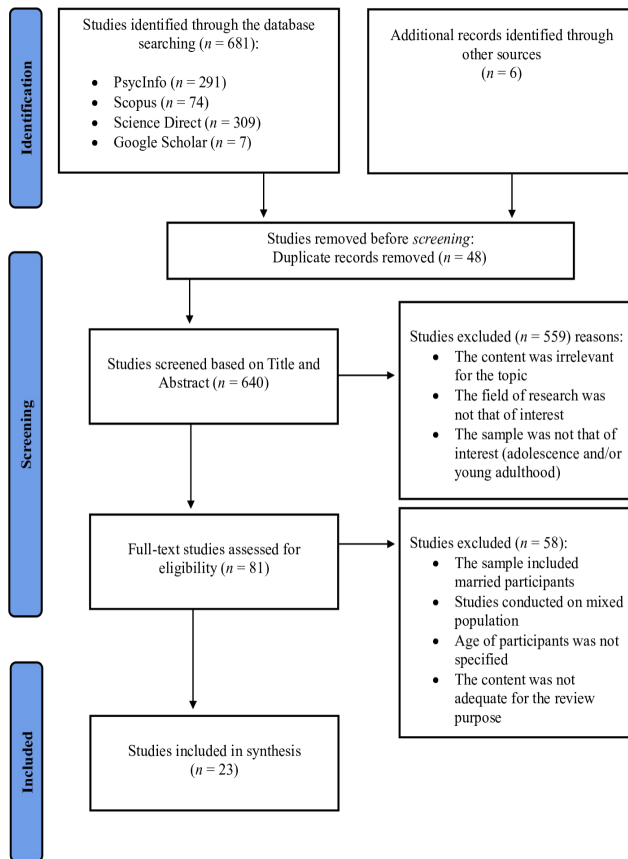 Identification
Studies identified through the database
searching (n = 681):
• PsycInfo (n = 291)
• Scopus (n = 74)
• Science Direct (n = 309)
• Google Scholar (n = 7)
Additional records identified through
other sources
(n = 6)
Studies removed before screening:
Duplicate records removed (n = 48)
Screening
Studies screened based on Title and
Abstract (n = 640)
Studies excluded (n = 559) reasons:
• The content was irrelevant
for the topic
• The field of research was
not that of interest
• The sample was not that of
interest (adolescence and/or
young adulthood)
Full-text studies assessed for
eligibility (n = 81)
Studies excluded (n = 58):
• The sample included
married participants
• Studies conducted on mixed
population
• Age of participants was not
specified
• The content was not
adequate for the review
purpose
Included
Studies included in synthesis
(n = 23)